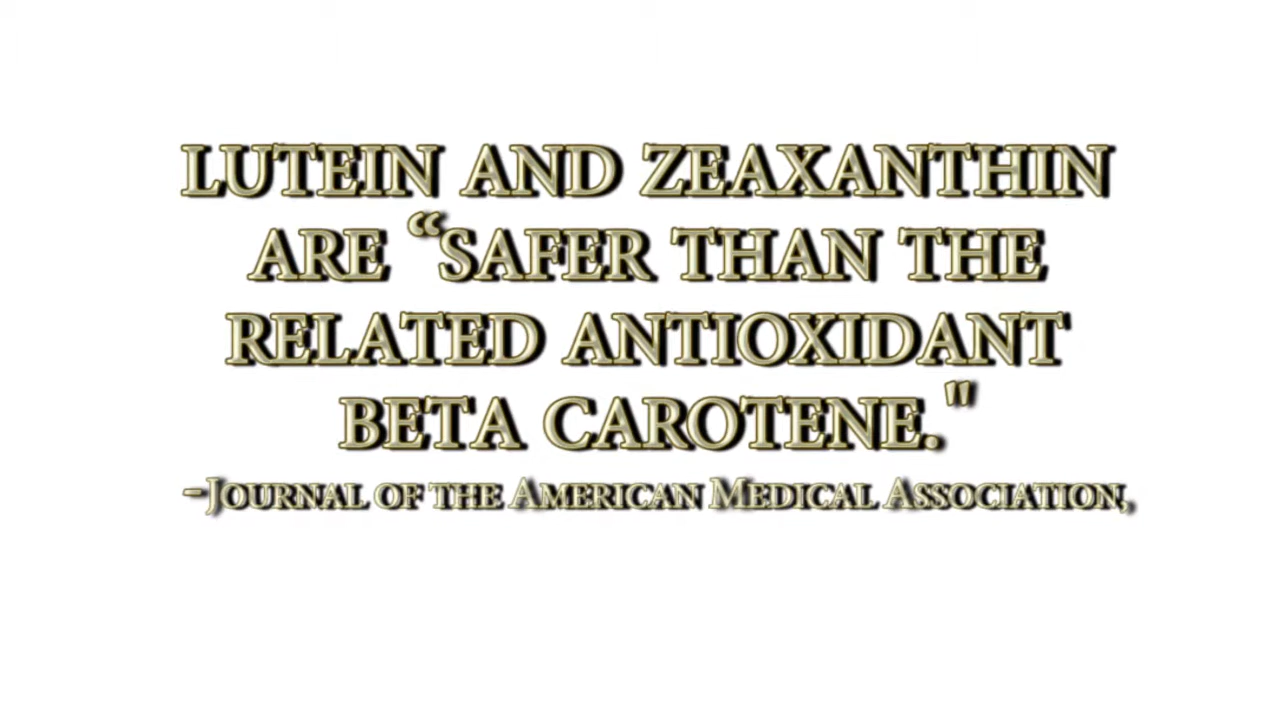 LUTEIN AND ZEAXANTHIN
ARE “SAFER THAN THE
RELATED ANTIOXIDANT
BETA CAROTENE."
-JOURNAL OF THE AMERICAN MEDICAL ASSOCIATION,